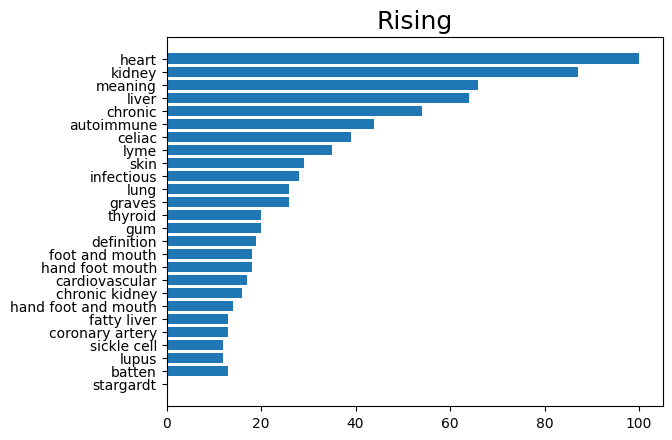 Rising
heart
kidney
meaning
liver
chronic
autoimmune
celiac
lyme
skin
infectious
lung
graves
thyroid
gum
definition
foot and mouth
hand foot mouth
cardiovascular
chronic kidney
hand foot and mouth
fatty liver
coronary artery
sickle cell
lupus
batten
stargardt
0 20 40 60 80 100